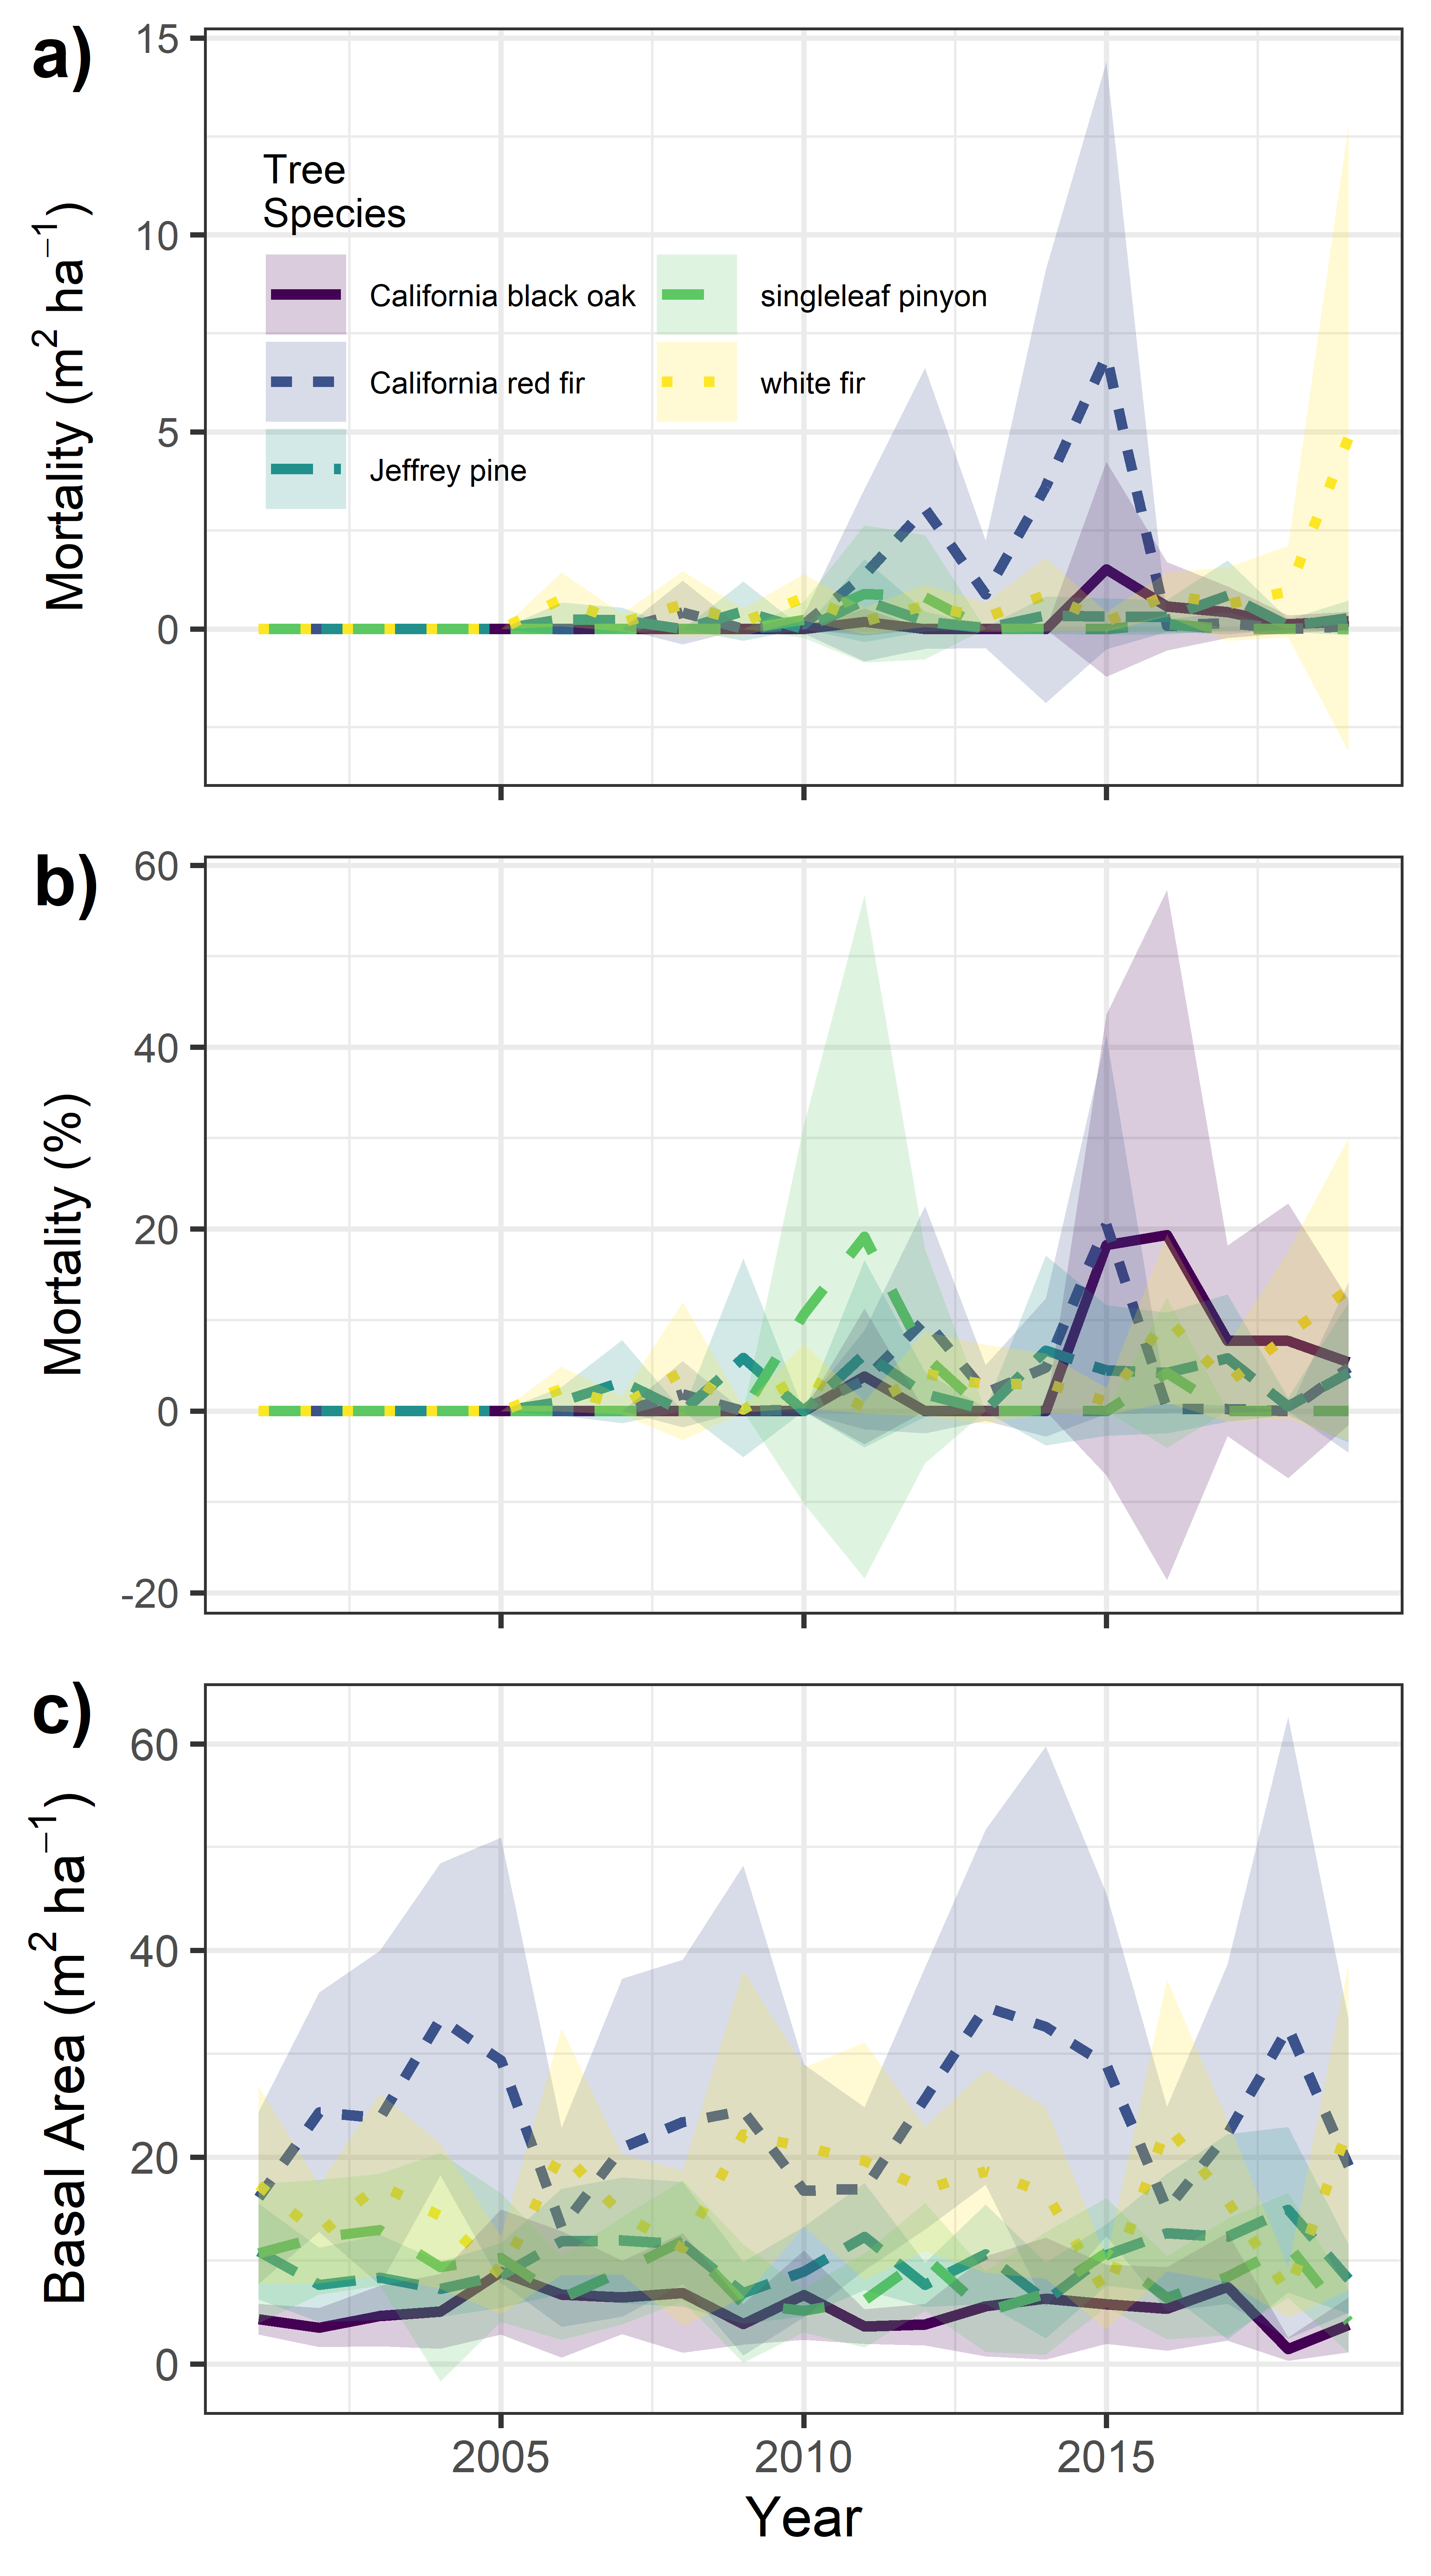 a)
15
10
5
0
Mortality (m² ha⁻¹)
Tree
Species
California black oak
singleleaf pinyon
California red fir
white fir
Jeffrey pine
b)
60
40
20
0
-20
Mortality (%)
c)
60
40
20
0
Basal Area (m² ha⁻¹)
2005 2010 2015
Year